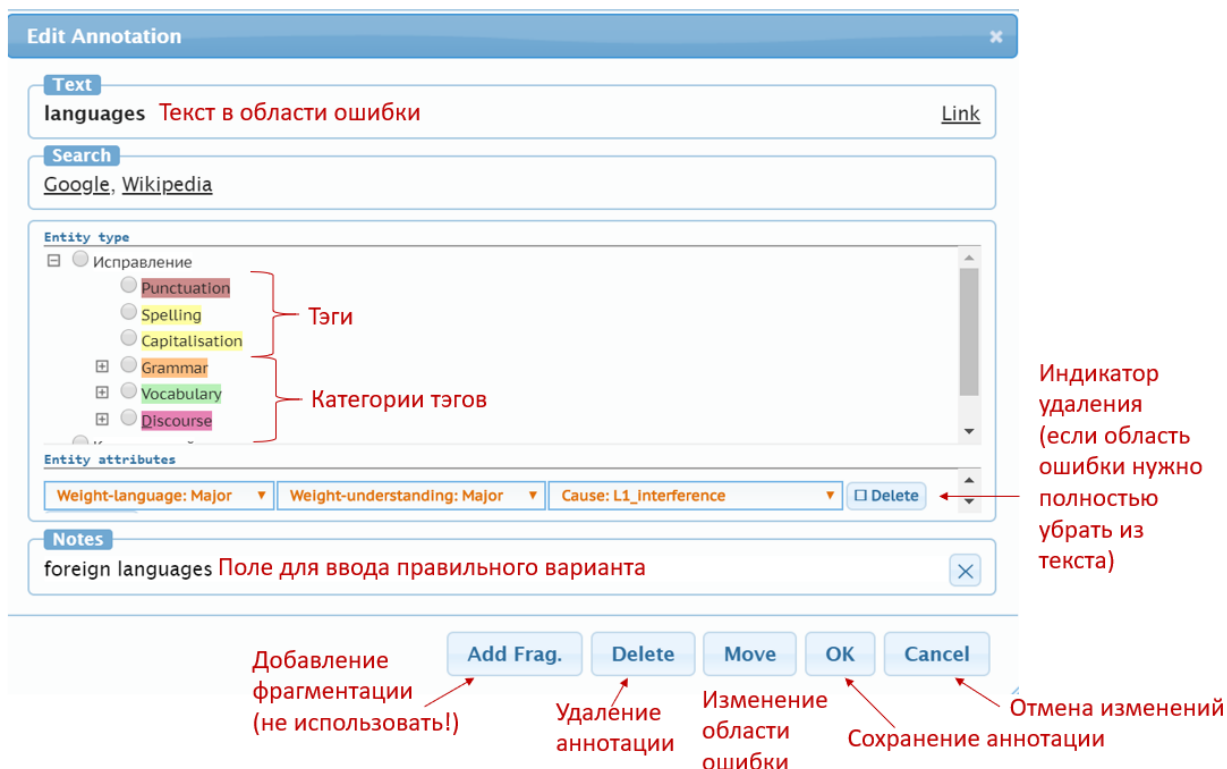 Edit Annotation
Text
languages Текст в области ошибки Link
Search
Google, Wikipedia
Entity type
Исправление
Punctuation
Spelling
Capitalisation
Тэги
Grammar
Vocabulary
Discourse
Категории тэгов
Entity attributes
Weight-language: Major Weight-understanding: Major Cause: L1_interference Delete
Индикатор
удаления
(если область
ошибки нужно
полностью
убрать из
текста)
Notes
foreign languages Поле для ввода правильного варианта
Add Frag. Delete Move OK Cancel
Добавление
фрагментации
(не использовать!)
Удаление
аннотации
Изменение
области
ошибки
Сохранение аннотации
Отмена изменений